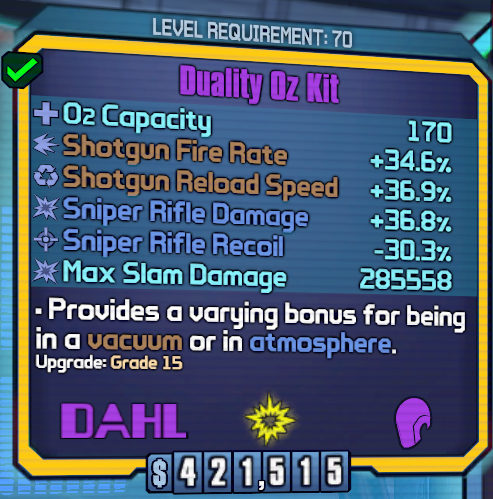 LEVEL REQUIREMENT: 70
Duality Oz Kit
O2 Capacity 170
Shotgun Fire Rate +34.6%
Shotgun Reload Speed +36.9%
Sniper Rifle Damage +36.8%
Sniper Rifle Recoil -30.3%
Max Slam Damage 285558
• Provides a varying bonus for being
in a vacuum or in atmosphere.
Upgrade: Grade 15
DAHL
$421,515